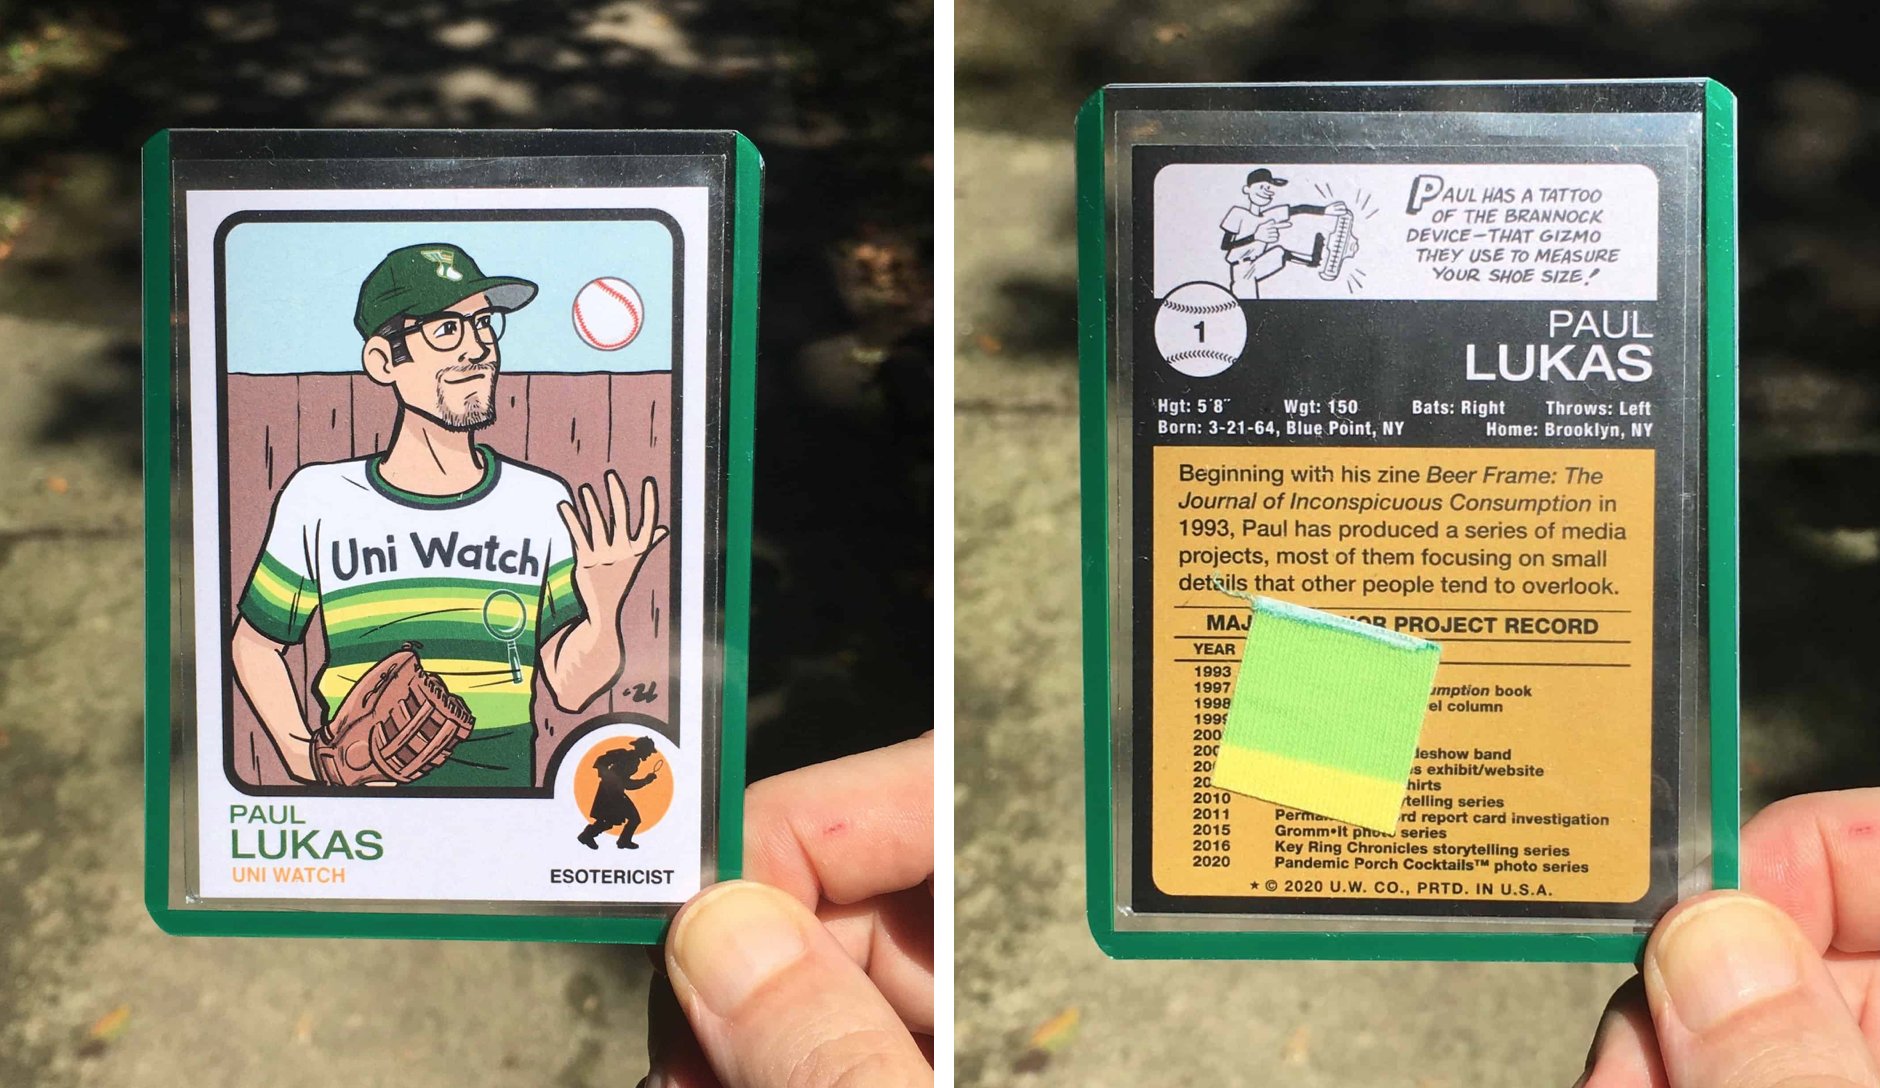 Uni Watch
PAUL
LUKAS
UNI WATCH
ESOTERICIST
PAUL HAS A TATTOO
OF THE BRANNOCK
DEVICE—THAT GIZMO
THEY USE TO MEASURE
YOUR SHOE SIZE!
1
PAUL
LUKAS
Hgt: 5'8" Wgt: 150 Bats: Right Throws: Left
Born: 3-21-64, Blue Point, NY Home: Brooklyn, NY
Beginning with his zine Beer Frame: The
Journal of Inconspicuous Consumption in
1993, Paul has produced a series of media
projects, most of them focusing on small
details that other people tend to overlook.
PROJECT RECORD
YEAR
1993
1997 book
1998 column
1999
band
exhibit/website
2010 series
2011 report card investigation
2015 Gromm•It photo series
2016 Key Ring Chronicles storytelling series
2020 Pandemic Porch Cocktails™ photo series
★ © 2020 U.W. CO., PRTD. IN U.S.A.